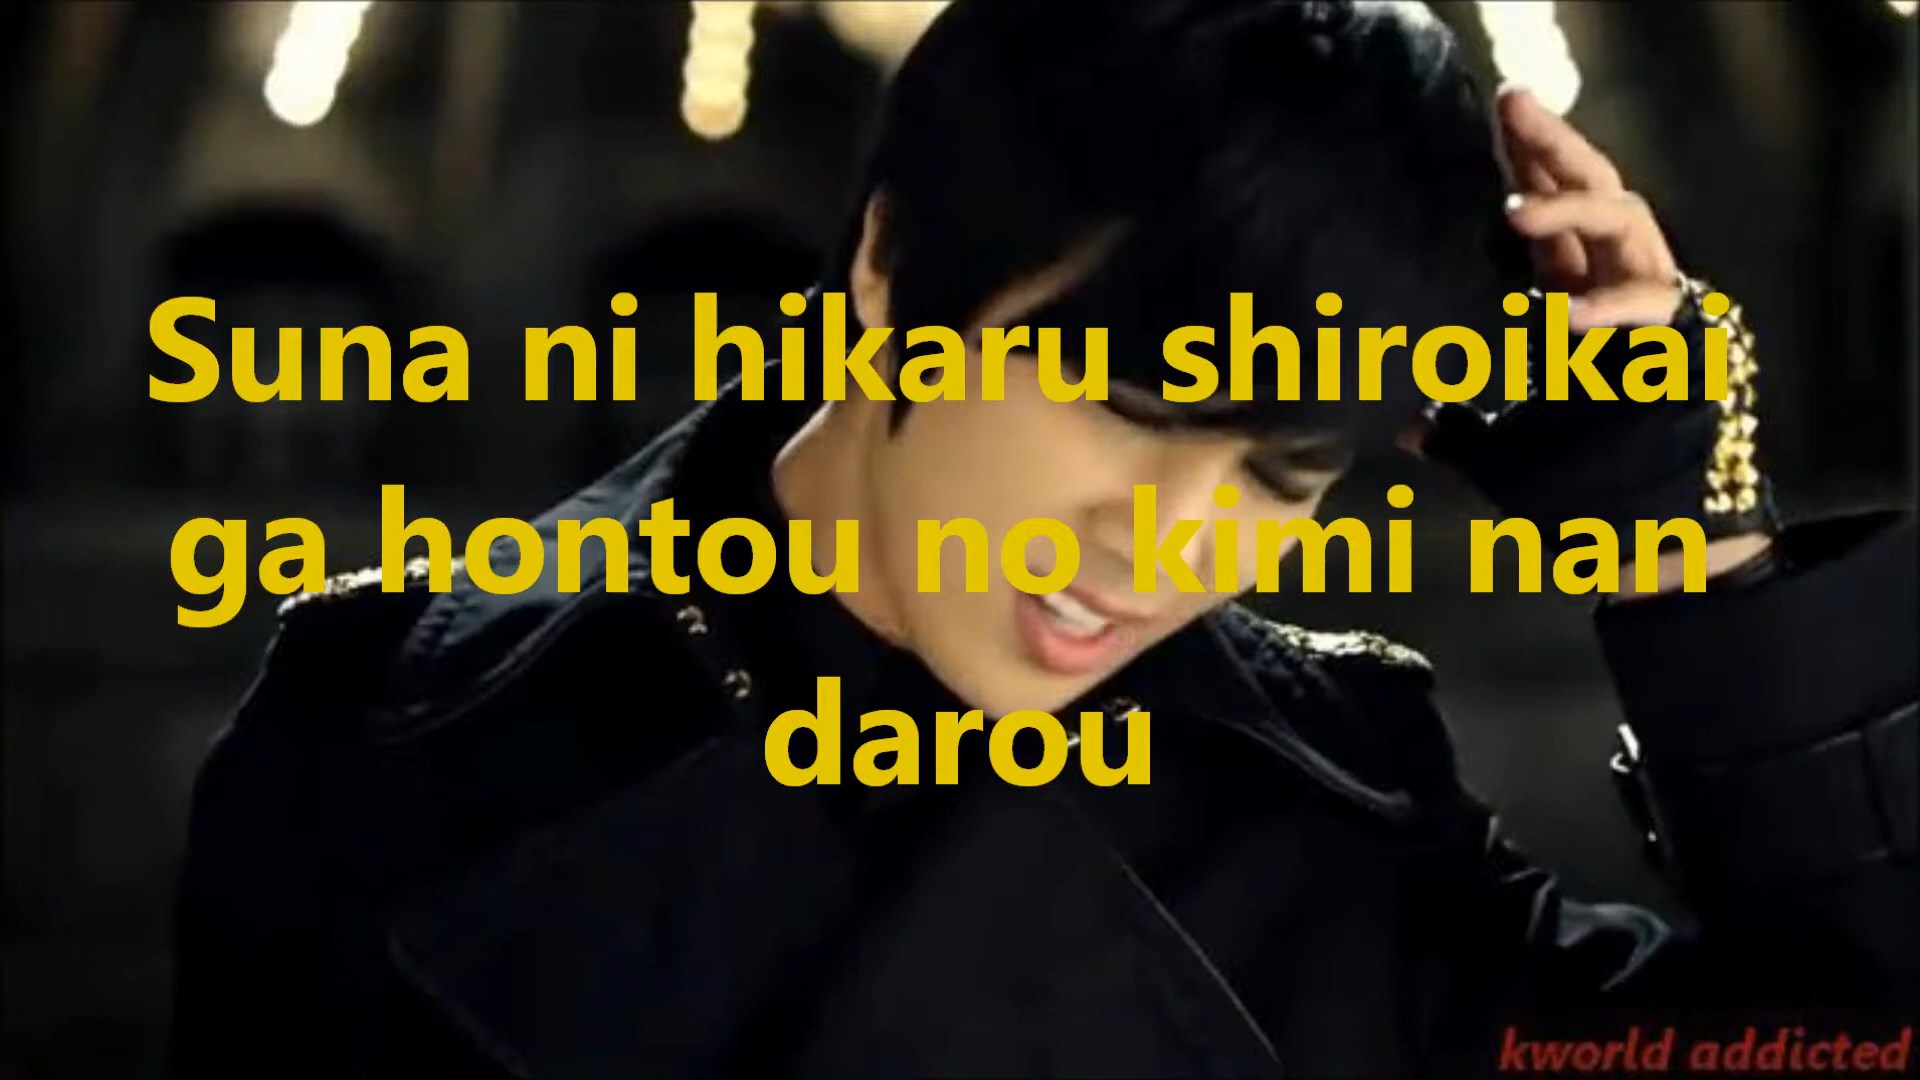 Suna ni hikaru shiroikai
ga hontou no kimi nan
darou
kworld addicted